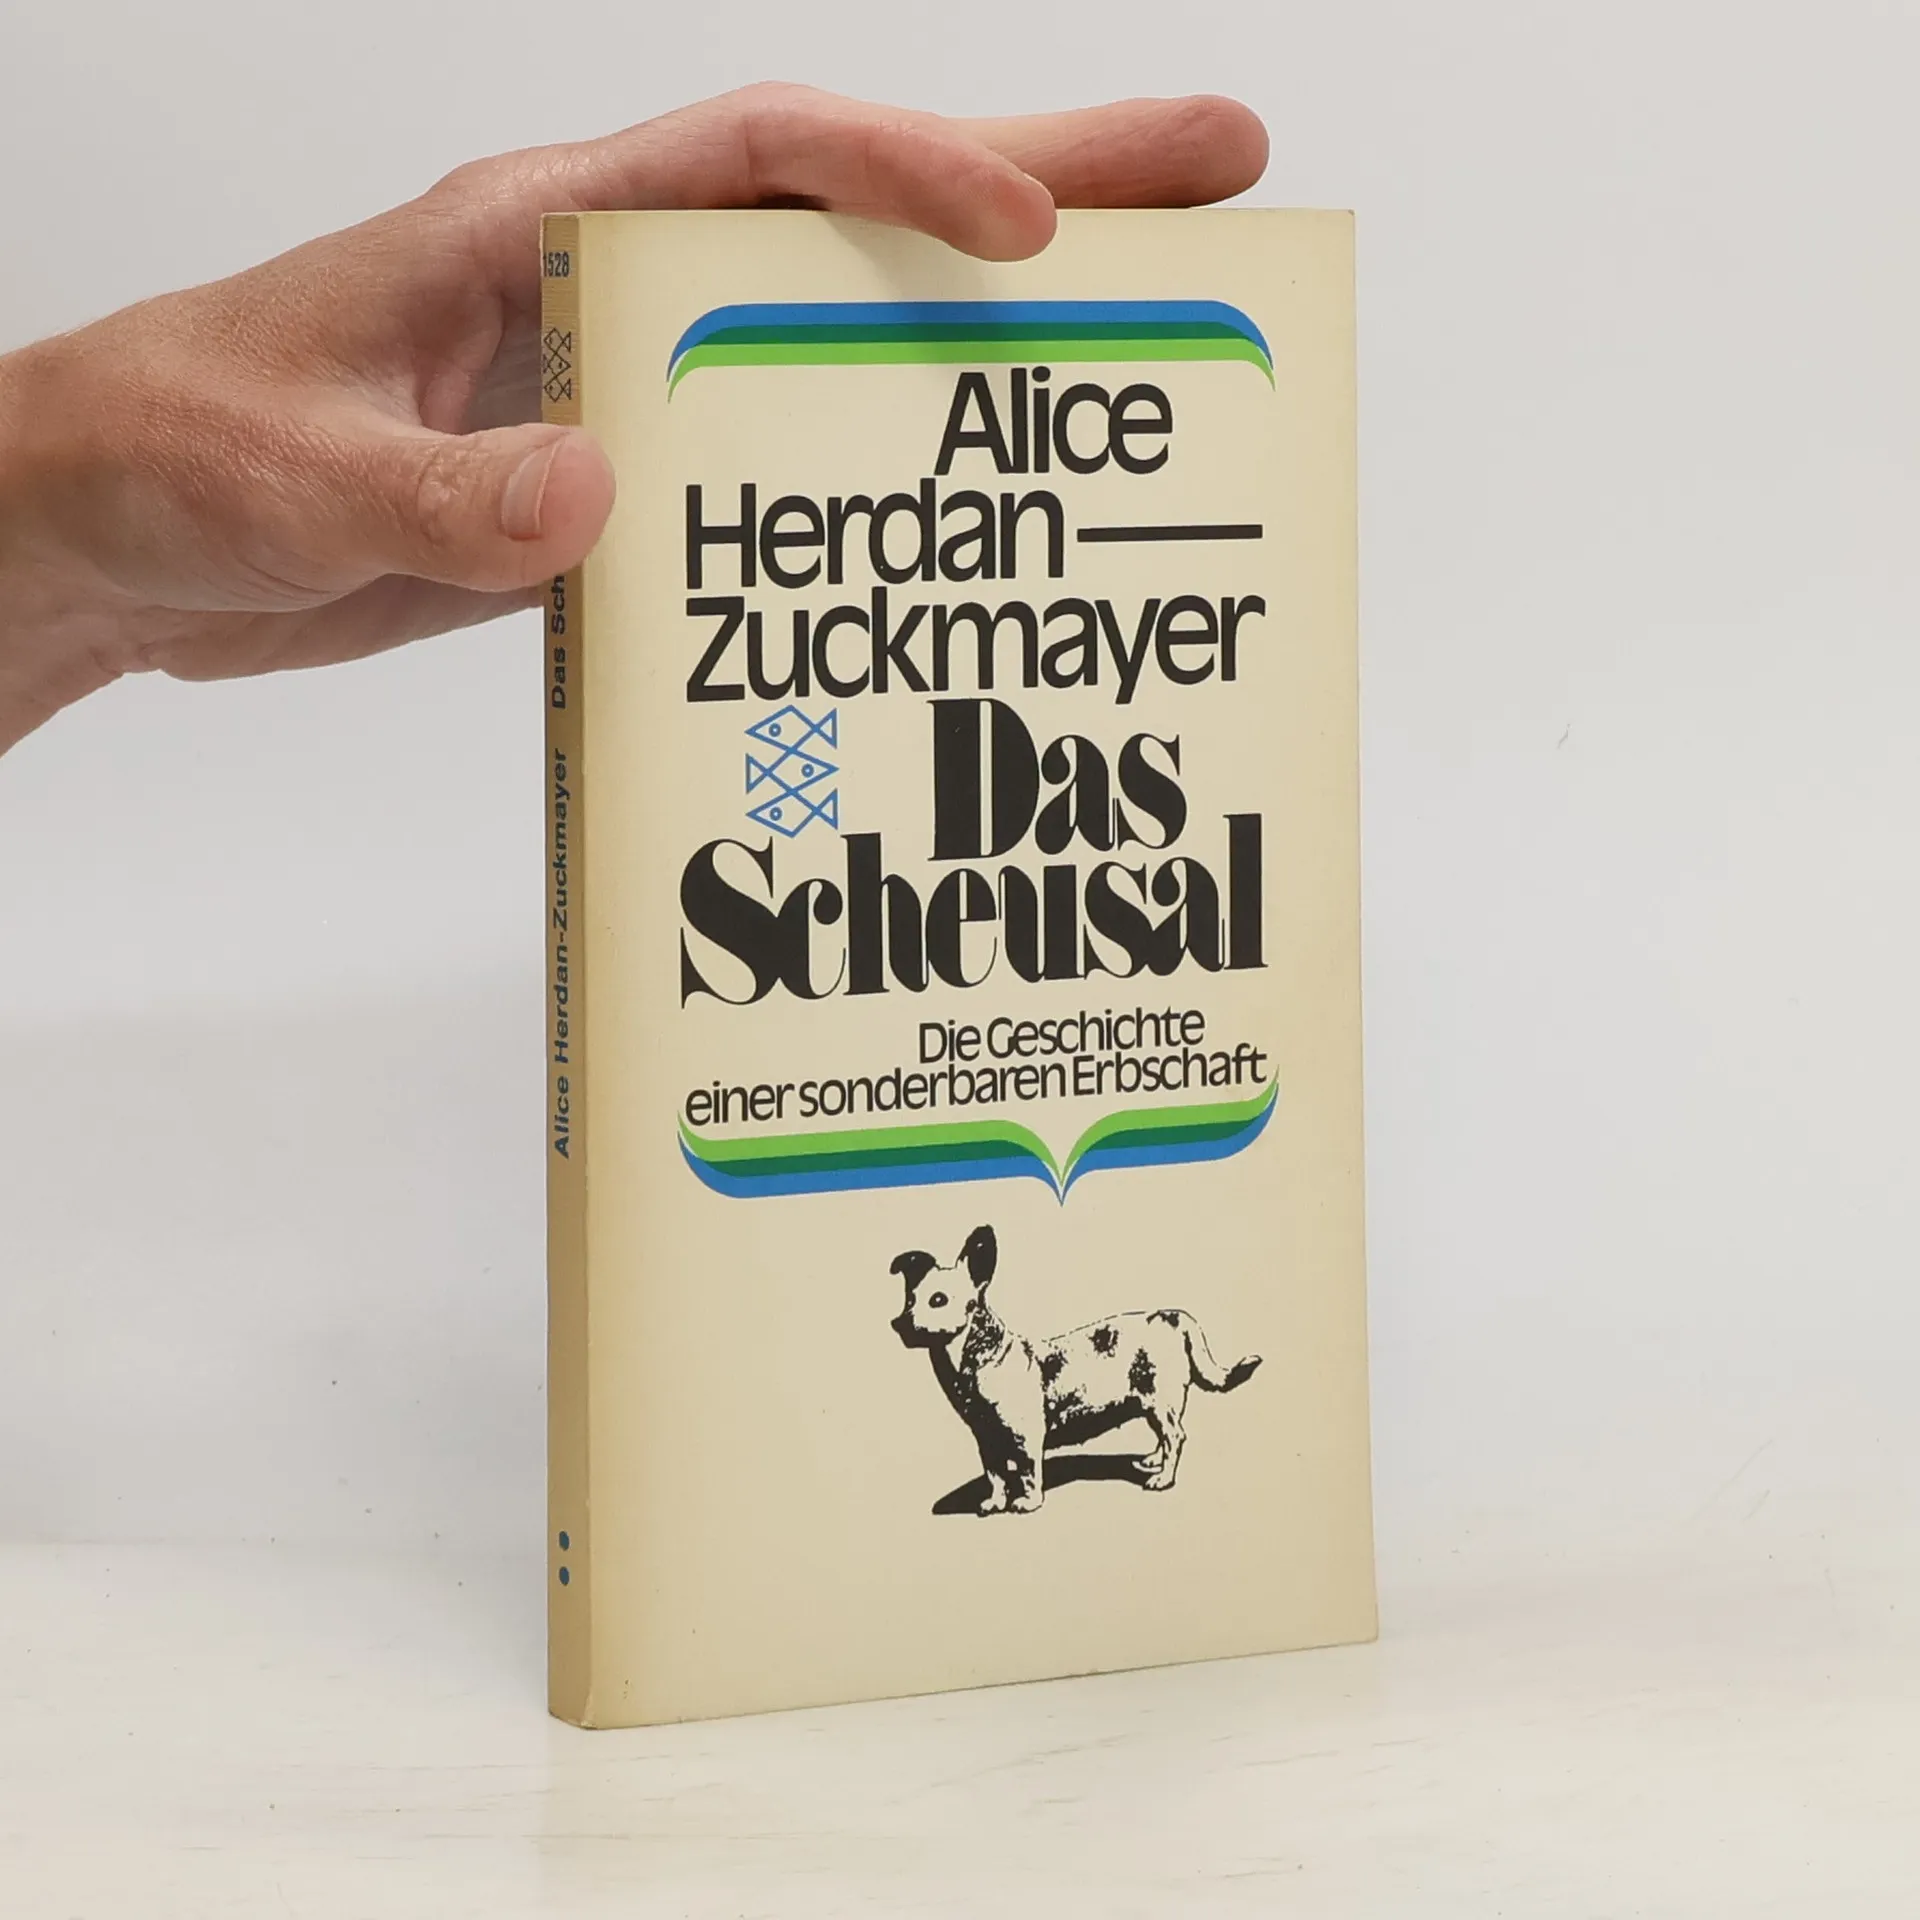 1528
Alice Herdan-Zuckmayer Das Sch
Alice
Herdan—
Zuckmayer
Das
Scheusal
Die Geschichte
einer sonderbaren Erbschaft